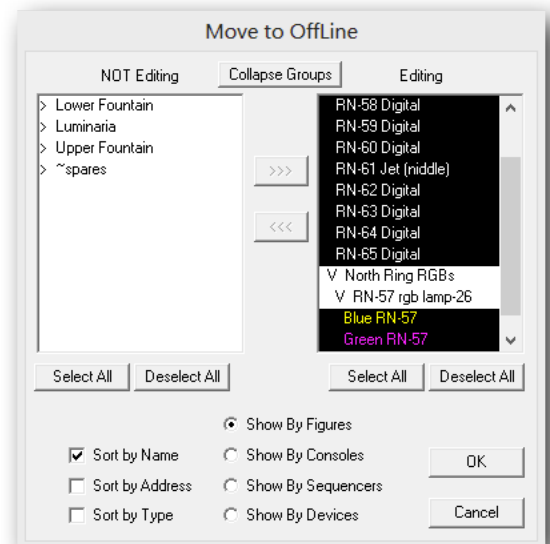 Move to OffLine
NOT Editing
Collapse Groups
Editing
> Lower Fountain
> Luminaria
> Upper Fountain
> ~spares
>>>
<<<
RN-58 Digital
RN-59 Digital
RN-60 Digital
RN-61 Jet (niddle)
RN-62 Digital
RN-63 Digital
RN-64 Digital
RN-65 Digital
V North Ring RGBs
V RN-57 rgb lamp-26
Blue RN-57
Green RN-57
Select All
Deselect All
Select All
Deselect All
Sort by Name
Sort by Address
Sort by Type
Show By Figures
Show By Consoles
Show By Sequencers
Show By Devices
OK
Cancel